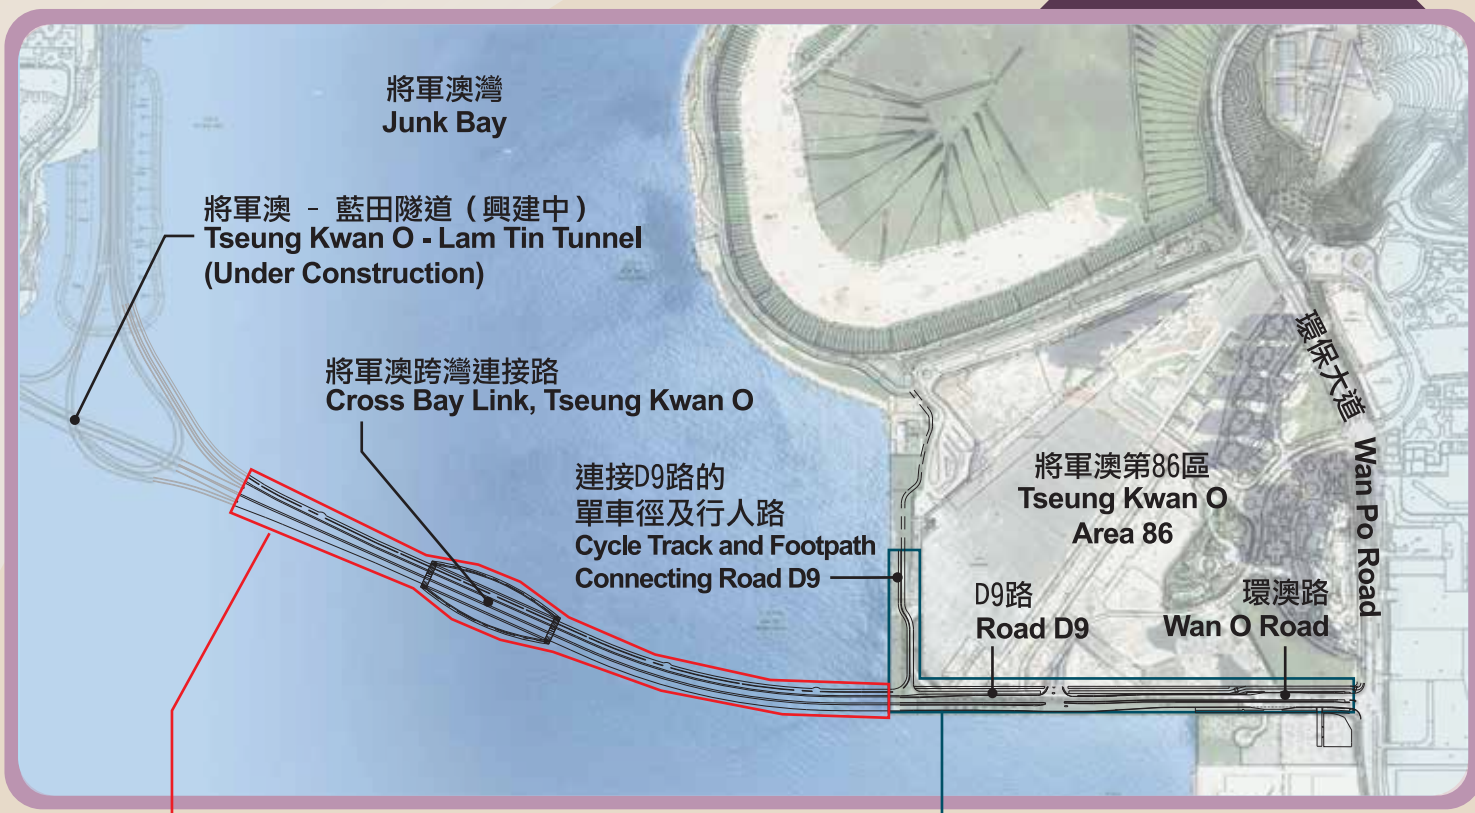 將軍澳灣
Junk Bay
將軍澳 - 藍田隧道（興建中）
Tseung Kwan O - Lam Tin Tunnel
(Under Construction)
將軍澳跨灣連接路
Cross Bay Link, Tseung Kwan O
連接D9路的
單車徑及行人路
Cycle Track and Footpath
Connecting Road D9
將軍澳第86區
Tseung Kwan O
Area 86
D9路
Road D9
環澳路
Wan O Road
環保大道
Wan Po Road